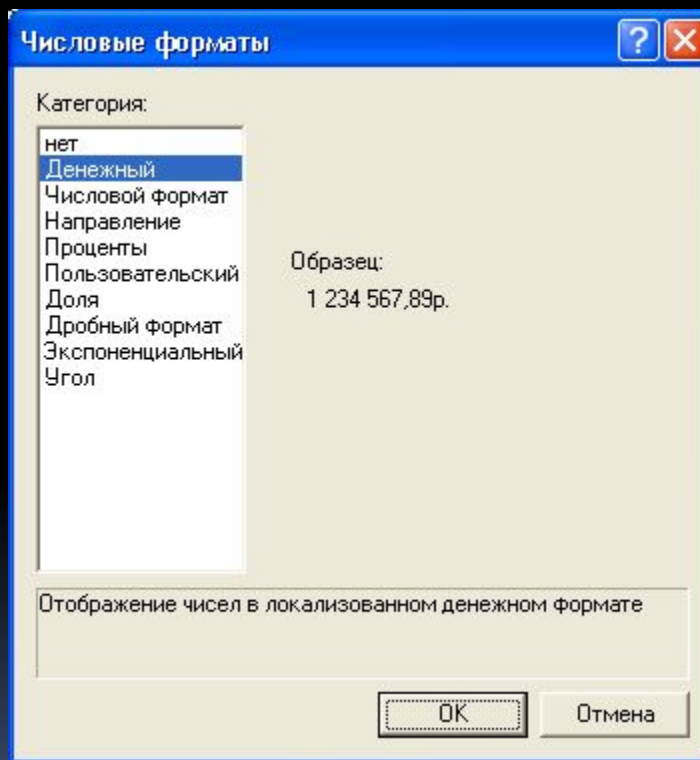 Числовые форматы
Категория:
нет
Денежный
Числовой формат
Направление
Проценты
Пользовательский
Доля
Дробный формат
Экспоненциальный
Угол
Образец:
1 234 567,89р.
Отображение чисел в локализованном денежном формате
OK
Отмена